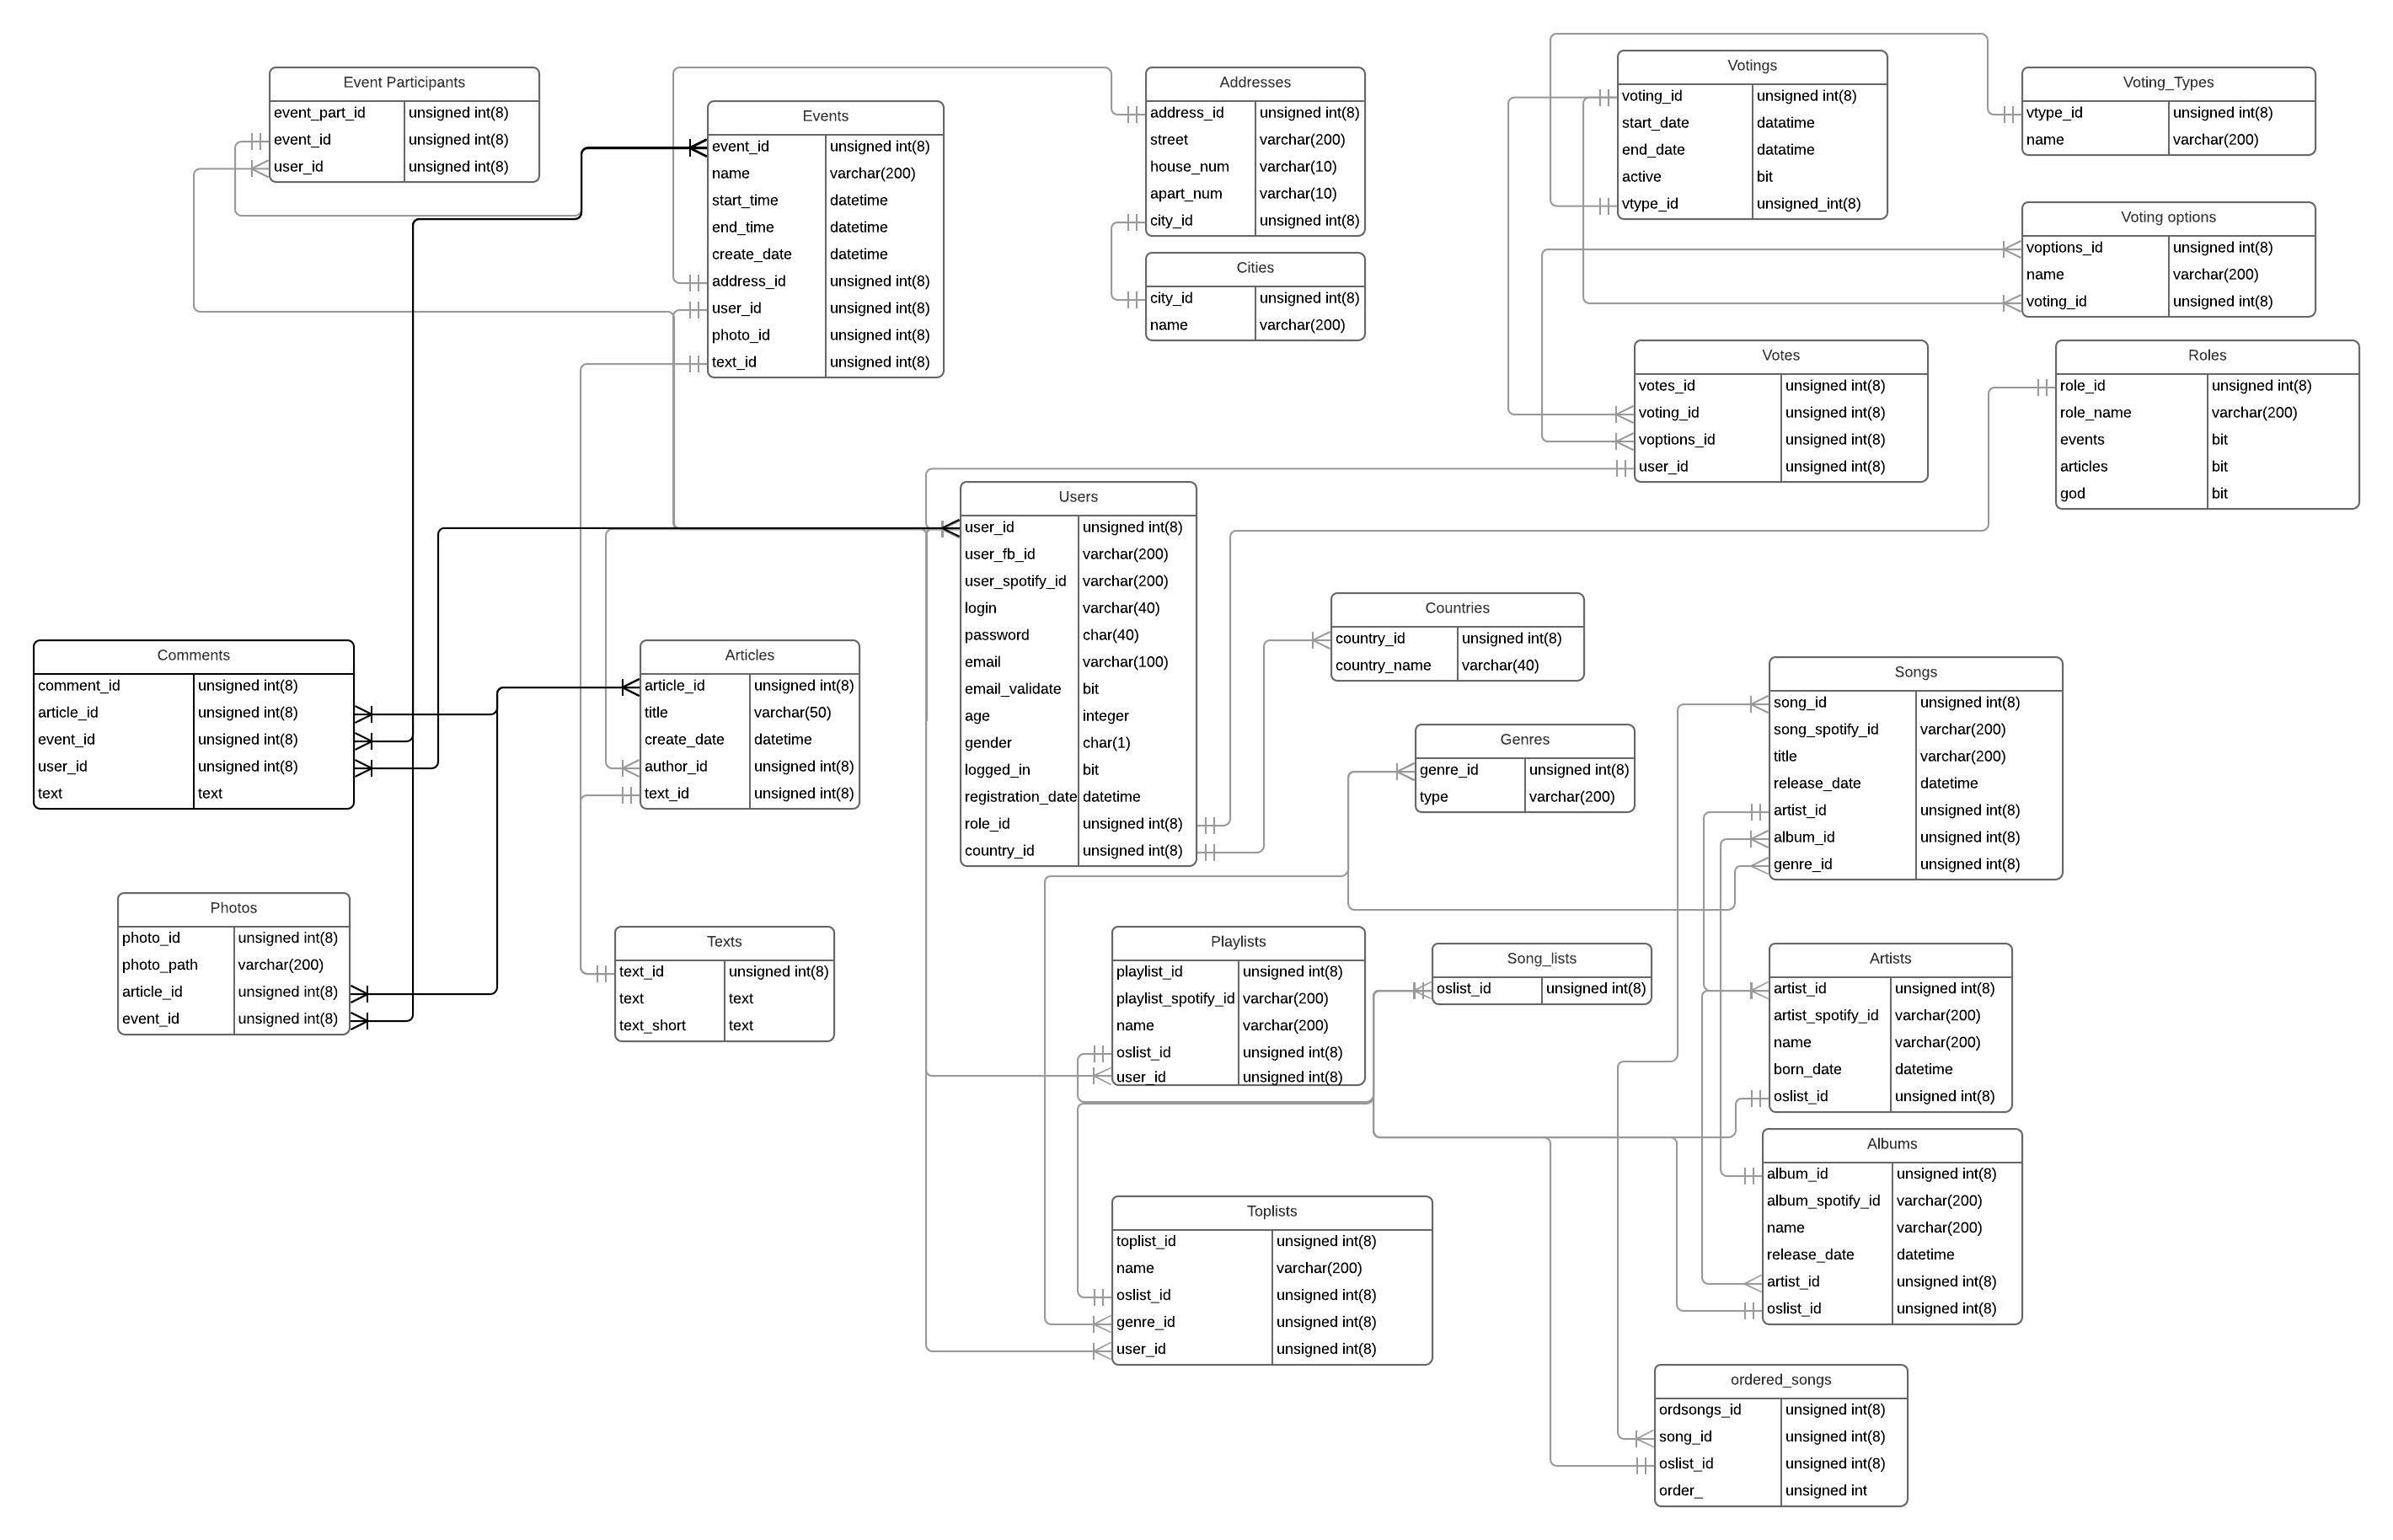 Event Participants
event_part_id unsigned int(8)
event_id unsigned int(8)
user_id unsigned int(8)
Events
event_id unsigned int(8)
name varchar(200)
start_time datetime
end_time datetime
create_date datetime
address_id unsigned int(8)
user_id unsigned int(8)
photo_id unsigned int(8)
text_id unsigned int(8)
Addresses
address_id unsigned int(8)
street varchar(200)
house_num varchar(10)
apart_num varchar(10)
city_id unsigned int(8)
Cities
city_id unsigned int(8)
name varchar(200)
Votings
voting_id unsigned int(8)
start_date datatime
end_date datatime
active bit
vtype_id unsigned_int(8)
Voting_Types
vtype_id unsigned int(8)
name varchar(200)
Voting options
voptions_id unsigned int(8)
name varchar(200)
voting_id unsigned int(8)
Votes
votes_id unsigned int(8)
voting_id unsigned int(8)
voptions_id unsigned int(8)
user_id unsigned int(8)
Roles
role_id unsigned int(8)
role_name varchar(200)
events bit
articles bit
god bit
Users
user_id unsigned int(8)
user_fb_id varchar(200)
user_spotify_id varchar(200)
login varchar(40)
password char(40)
email varchar(100)
email_validate bit
age integer
gender char(1)
logged_in bit
registration_date datetime
role_id unsigned int(8)
country_id unsigned int(8)
Countries
country_id unsigned int(8)
country_name varchar(40)
Comments
comment_id unsigned int(8)
article_id unsigned int(8)
event_id unsigned int(8)
user_id unsigned int(8)
text text
Articles
article_id unsigned int(8)
title varchar(50)
create_date datetime
author_id unsigned int(8)
text_id unsigned int(8)
Genres
genre_id unsigned int(8)
type varchar(200)
Songs
song_id unsigned int(8)
song_spotify_id varchar(200)
title varchar(200)
release_date datetime
artist_id unsigned int(8)
album_id unsigned int(8)
genre_id unsigned int(8)
Photos
photo_id unsigned int(8)
photo_path varchar(200)
article_id unsigned int(8)
event_id unsigned int(8)
Texts
text_id unsigned int(8)
text text
text_short text
Playlists
playlist_id unsigned int(8)
playlist_spotify_id varchar(200)
name varchar(200)
oslist_id unsigned int(8)
user_id unsigned int(8)
Song_lists
oslist_id unsigned int(8)
Artists
artist_id unsigned int(8)
artist_spotify_id varchar(200)
name varchar(200)
born_date datetime
oslist_id unsigned int(8)
Albums
album_id unsigned int(8)
album_spotify_id varchar(200)
name varchar(200)
release_date datetime
artist_id unsigned int(8)
oslist_id unsigned int(8)
Toplists
toplist_id unsigned int(8)
name varchar(200)
oslist_id unsigned int(8)
genre_id unsigned int(8)
user_id unsigned int(8)
ordered_songs
ordsongs_id unsigned int(8)
song_id unsigned int(8)
oslist_id unsigned int(8)
order_ unsigned int